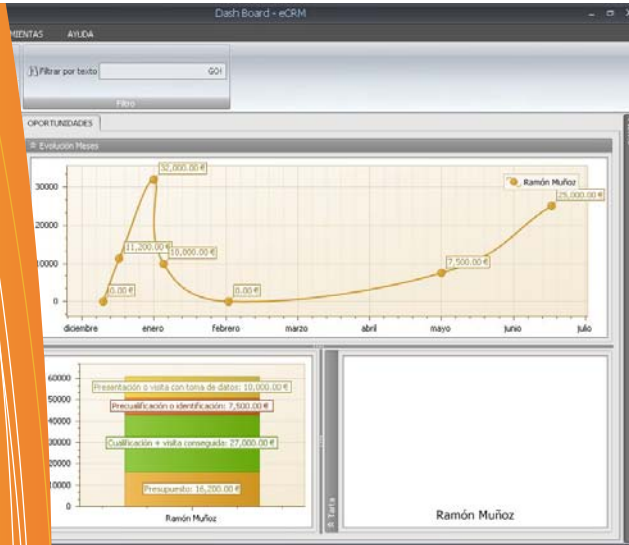 Dash Board - eCRM
MIENTAS AYUDA
Filtrar por texto GO!
Filtro
OPORTUNIDADES
Evolución Meses
32,000.00 €
Ramón Muñoz
30000
25,000.00 €
20000
11,200.00 €
10,000.00 €
7,500.00 €
10000
0.00 €
0.00 €
0
diciembre enero febrero marzo abril mayo junio julio
60000
Presentación o visita con toma de datos: 10,000.00 €
50000
Precualificación o identificación: 7,500.00 €
40000
30000
Cualificación + visita conseguida: 27,000.00 €
20000
10000
Presupuesto: 16,200.00 €
0
Ramón Muñoz
Tarta
Ramón Muñoz